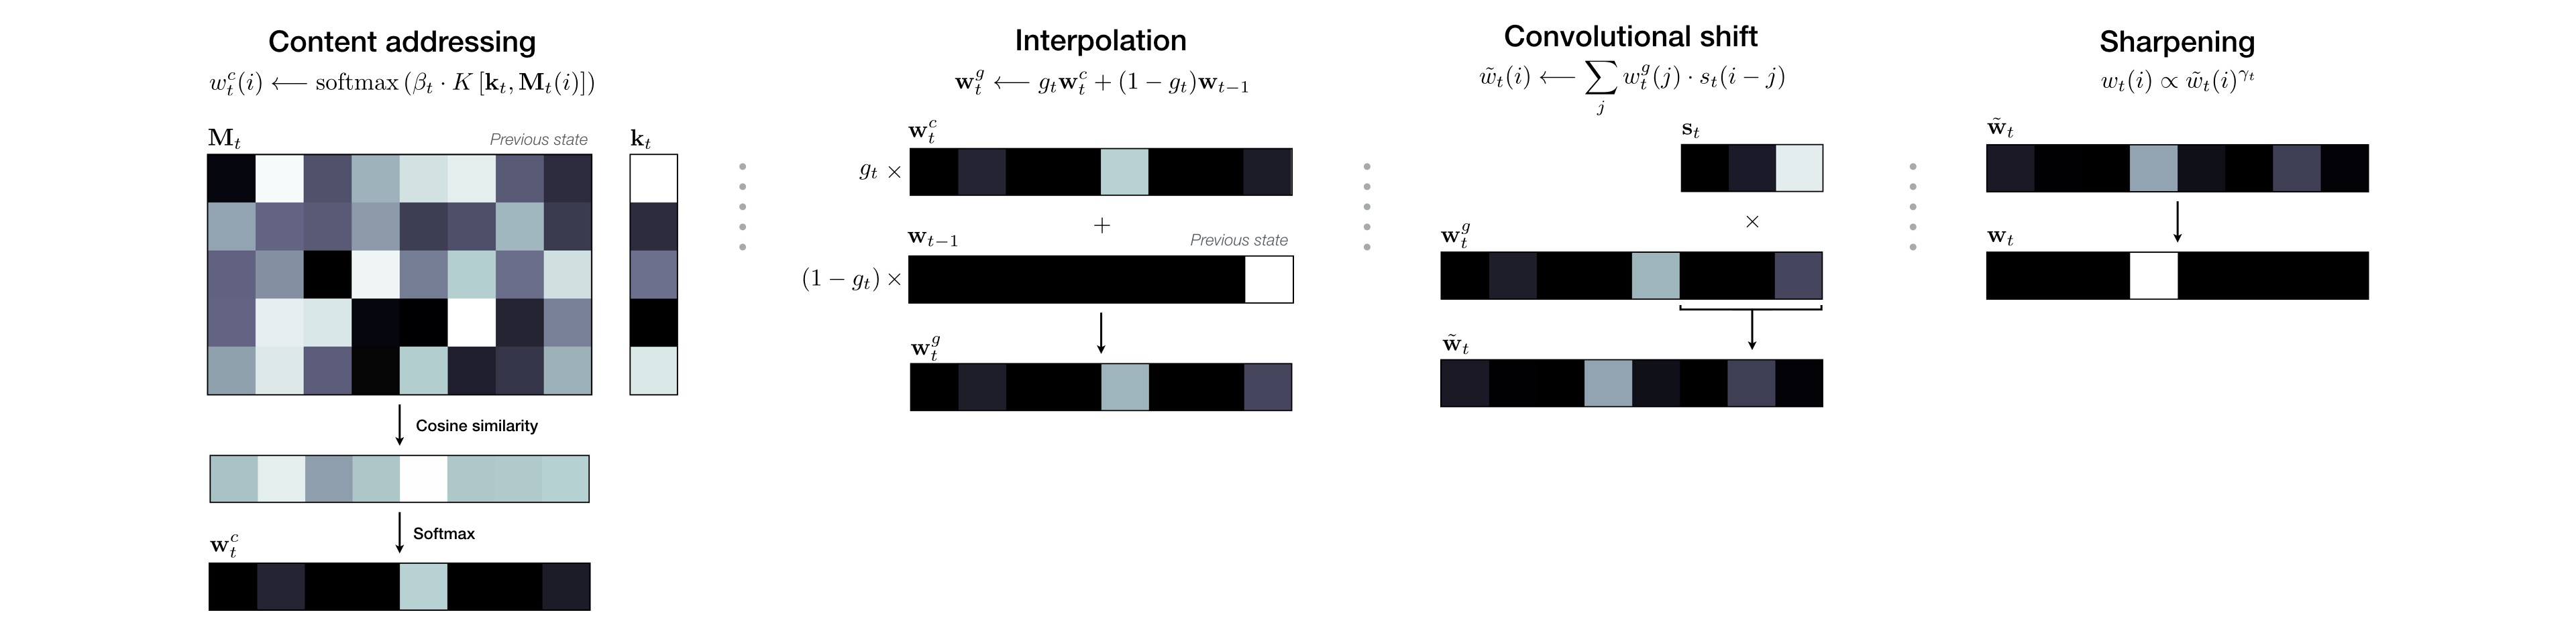 Content addressing
w_t^c(i) ⟵ softmax (β_t · K [k_t, M_t(i)])
M_t
Previous state
k_t
Cosine similarity
Softmax
w_t^c
Interpolation
w_t^g ⟵ g_t w_t^c + (1 − g_t)w_{t−1}
w_t^c
g_t ×
+
w_{t−1}
Previous state
(1 − g_t) ×
w_t^g
Convolutional shift
w̃_t(i) ⟵ ∑_j w_t^g(j) · s_t(i − j)
s_t
×
w_t^g
w̃_t
Sharpening
w_t(i) ∝ w̃_t(i)^{γ_t}
w̃_t
w_t